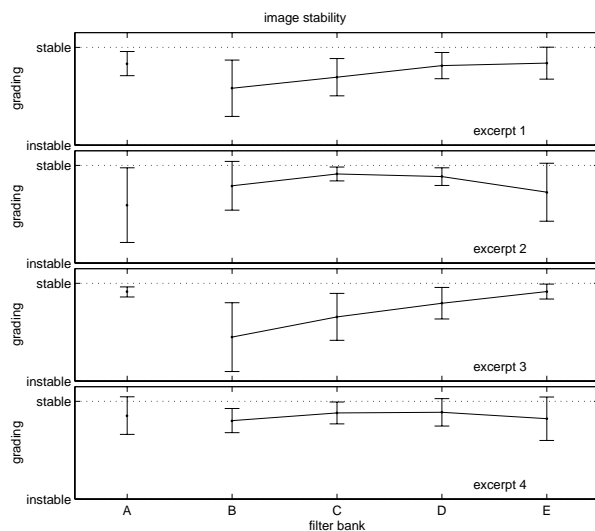 image stability
stable
grading
instable
excerpt 1
stable
grading
instable
excerpt 2
stable
grading
instable
excerpt 3
stable
grading
instable
excerpt 4
A B C D E
filter bank